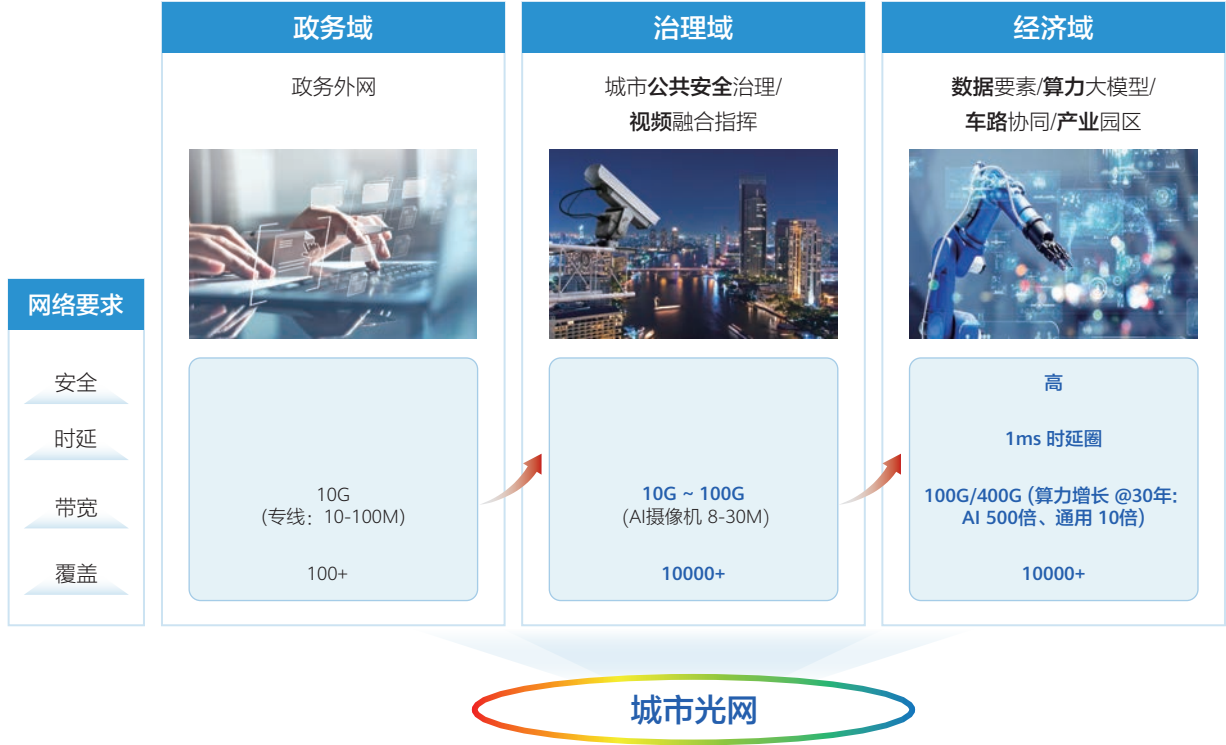 政务域
治理域
经济域
政务外网
城市公共安全治理/
视频融合指挥
数据要素/算力大模型/
车路协同/产业园区
网络要求
安全
高
时延
1ms 时延圈
带宽
10G
(专线：10-100M)
10G ~ 100G
(AI摄像机 8-30M)
100G/400G (算力增长 @30年:
AI 500倍、通用 10倍)
覆盖
100+
10000+
10000+
城市光网